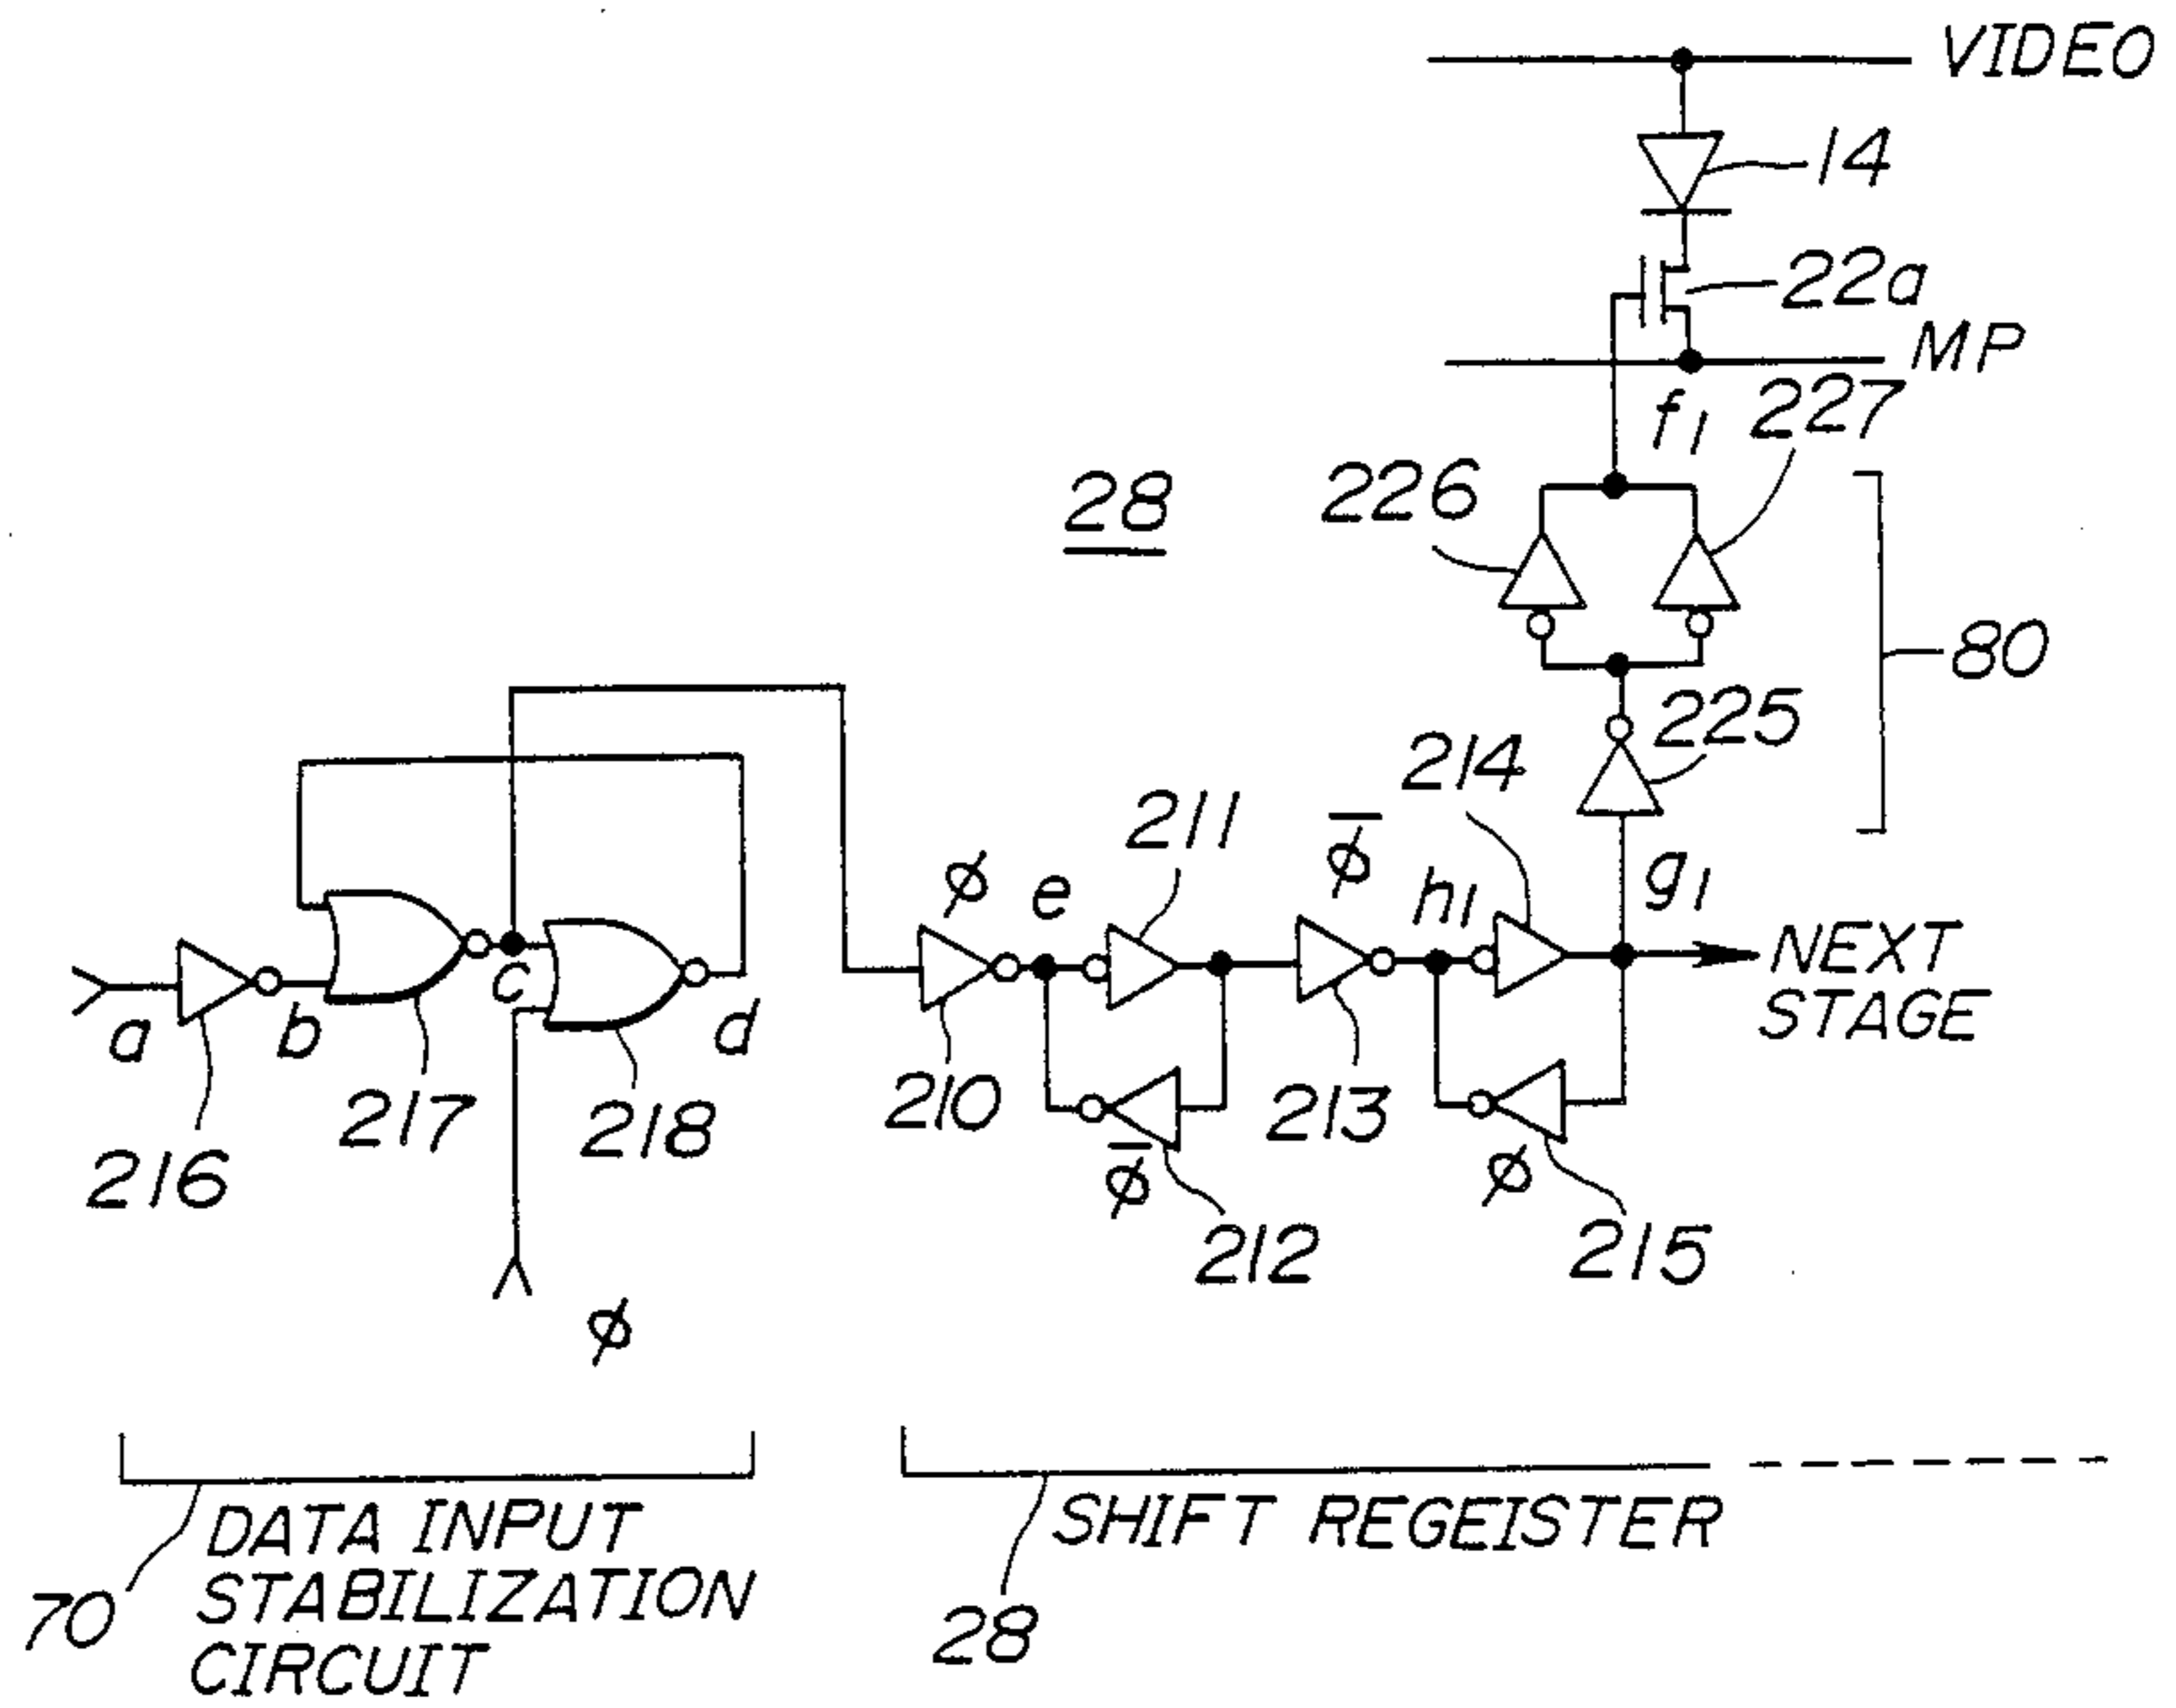 VIDEO
14
22a
MP
f1
227
226
28
80
225
214
211
ϕ
e
ϕ̅
h1
g1
NEXT
STAGE
a
b
c
d
216
217
218
210
ϕ̅
212
213
ϕ
215
ϕ
DATA INPUT
STABILIZATION
CIRCUIT
70
SHIFT REGEISTER
28